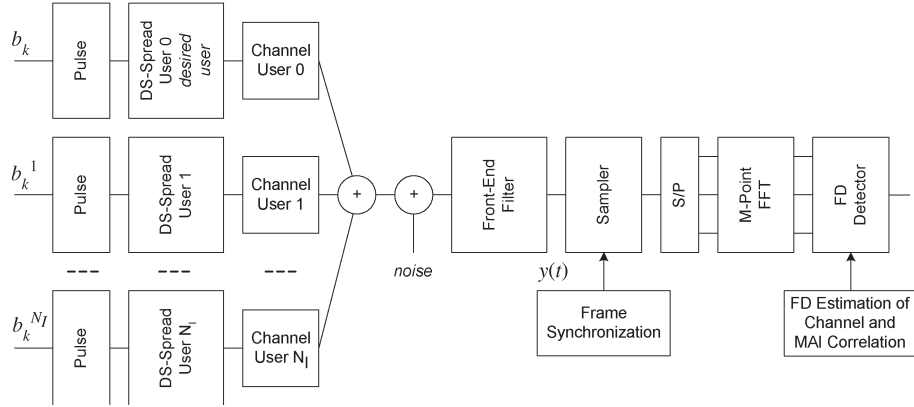 b_k
Pulse
DS-Spread
User 0
desired
user
Channel
User 0
b_k^1
Pulse
DS-Spread
User 1
Channel
User 1
+
+
noise
Front-End
Filter
y(t)
Sampler
S/P
M-Point
FFT
FD
Detector
Frame
Synchronization
FD Estimation of
Channel and
MAI Correlation
b_k^{N_I}
Pulse
DS-Spread
User N_I
Channel
User N_I